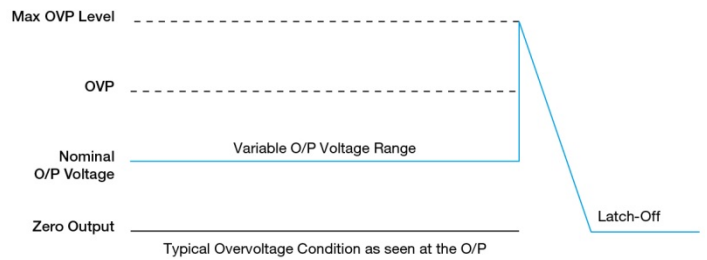 Max OVP Level
OVP
Variable O/P Voltage Range
Nominal
O/P Voltage
Zero Output
Latch-Off
Typical Overvoltage Condition as seen at the O/P